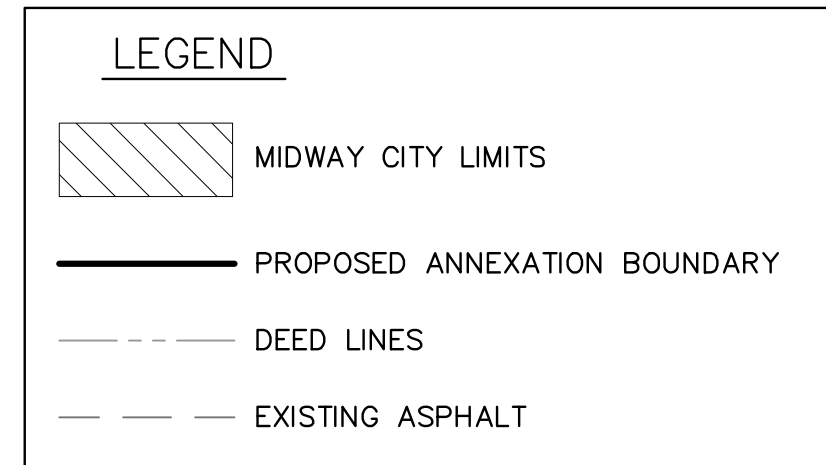 LEGEND
MIDWAY CITY LIMITS
PROPOSED ANNEXATION BOUNDARY
DEED LINES
EXISTING ASPHALT